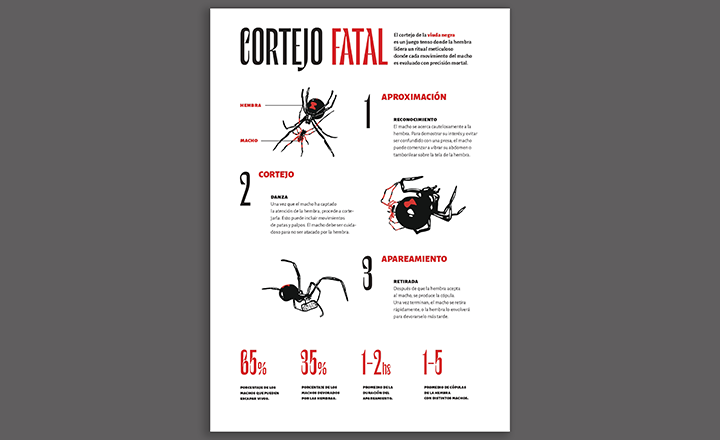 CORTEJO FATAL
El cortejo de la viuda negra
es un juego tenso donde la hembra
lidera un ritual meticuloso
donde cada movimiento del macho
es evaluado con precisión mortal.
HEMBRA
MACHO
1
APROXIMACIÓN
RECONOCIMIENTO
El macho se acerca cautelosamente a la
hembra. Para demostrar su interés y evitar
ser confundido con una presa, el macho
puede comenzar a vibrar su abdomen o
tamborilear sobre la tela de la hembra.
2
CORTEJO
DANZA
Una vez que el macho ha captado
la atención de la hembra, procede a corte-
jarla. Esto puede incluir movimientos
de patas y palpos. El macho debe ser cuida-
doso para no ser atacado por la hembra.
3
APAREAMIENTO
RETIRADA
Después de que la hembra acepta
al macho, se produce la cópula.
Una vez terminan, el macho se retira
rápidamente, o la hembra lo envolverá
para devorarselo más tarde.
65%
PORCENTAJE DE LOS
MACHOS QUE PUEDEN
ESCAPAR VIVOS.
35%
PORCENTAJE DE LOS
MACHOS DEVORADOS
POR LAS HEMBRAS.
1-2hs
PROMEDIO DE LA
DURACIÓN DEL
APAREAMIENTO.
1-5
PROMEDIO DE CÓPULAS
DE LA HEMBRA
CON DISTINTOS MACHOS.